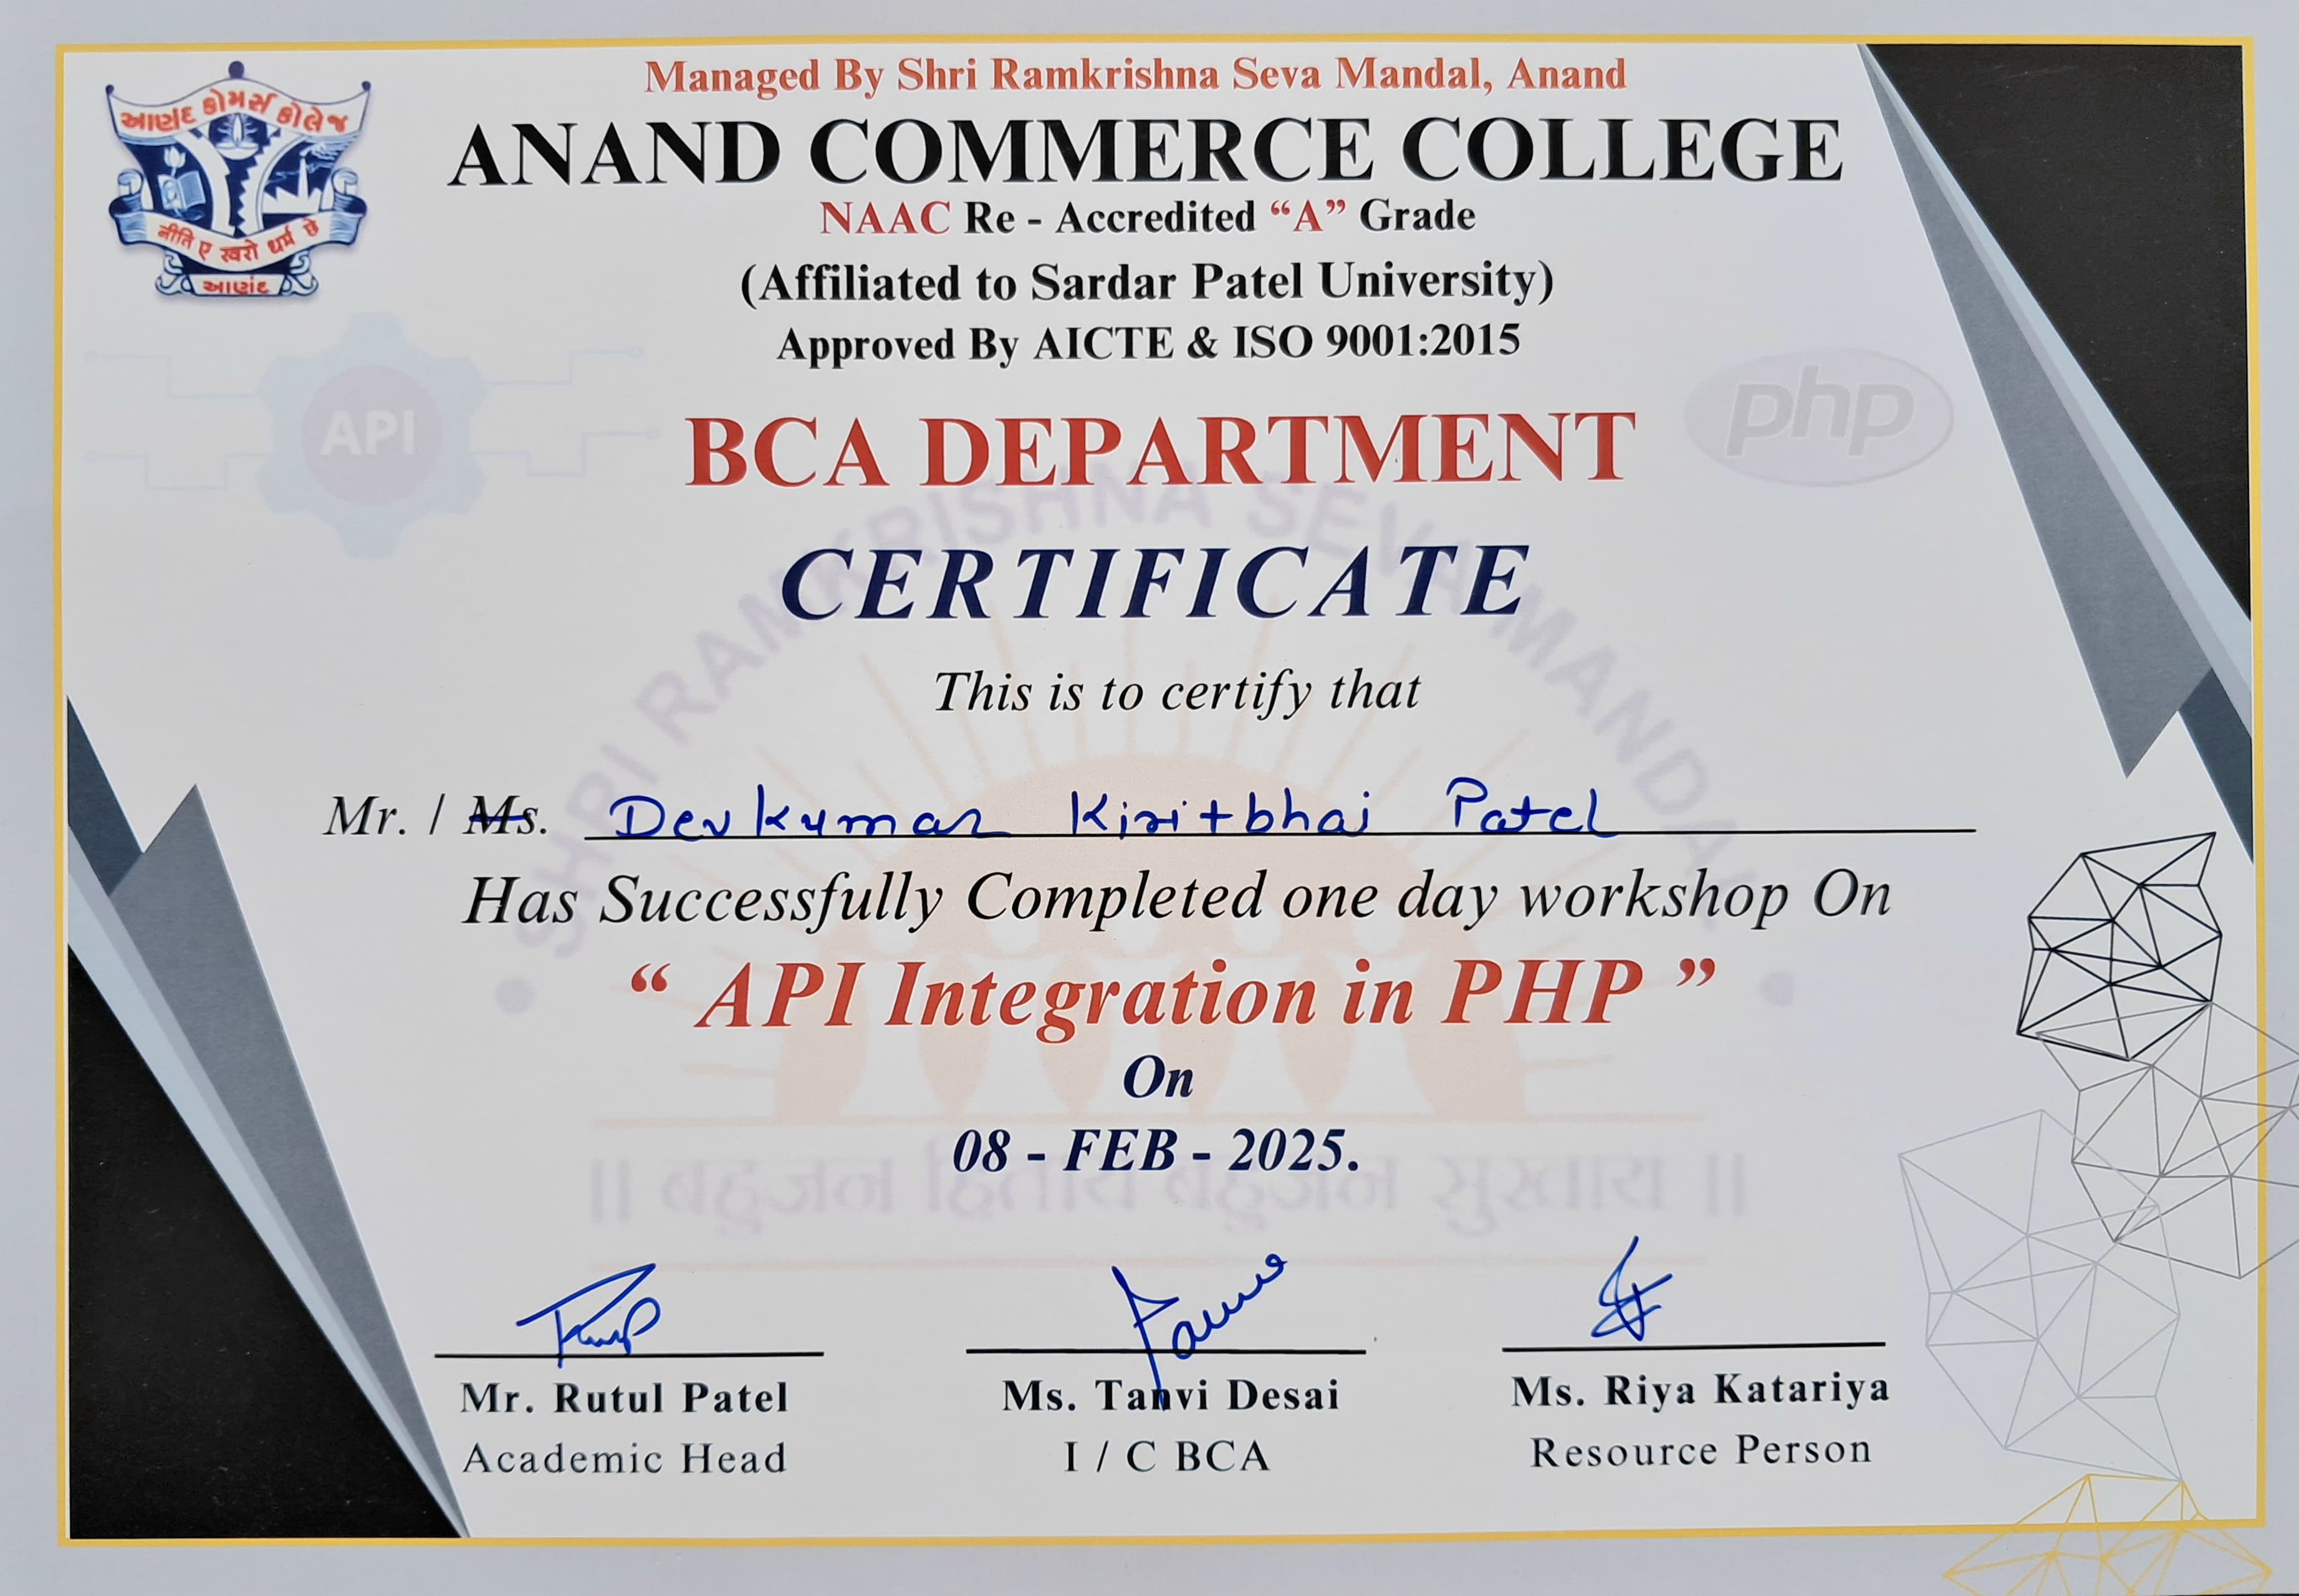 Managed By Shri Ramkrishna Seva Mandal, Anand
આણંદ કોમર્સ કોલેજ
नीति ए खरो धर्म छे
આણંદ
ANAND COMMERCE COLLEGE
NAAC Re - Accredited “A” Grade
(Affiliated to Sardar Patel University)
Approved By AICTE & ISO 9001:2015
API
php
BCA DEPARTMENT
• SHRI RAMKRISHNA SEVA MANDAL •
CERTIFICATE
This is to certify that
Mr. / Ms. Devkumar Kiritbhai Patel
Has Successfully Completed one day workshop On
“ API Integration in PHP ”
On
08 - FEB - 2025.
|| बहुजन हिताय बहुजन सुखाय ||
Mr. Rutul Patel Ms. Tanvi Desai Ms. Riya Katariya
Academic Head I / C BCA Resource Person